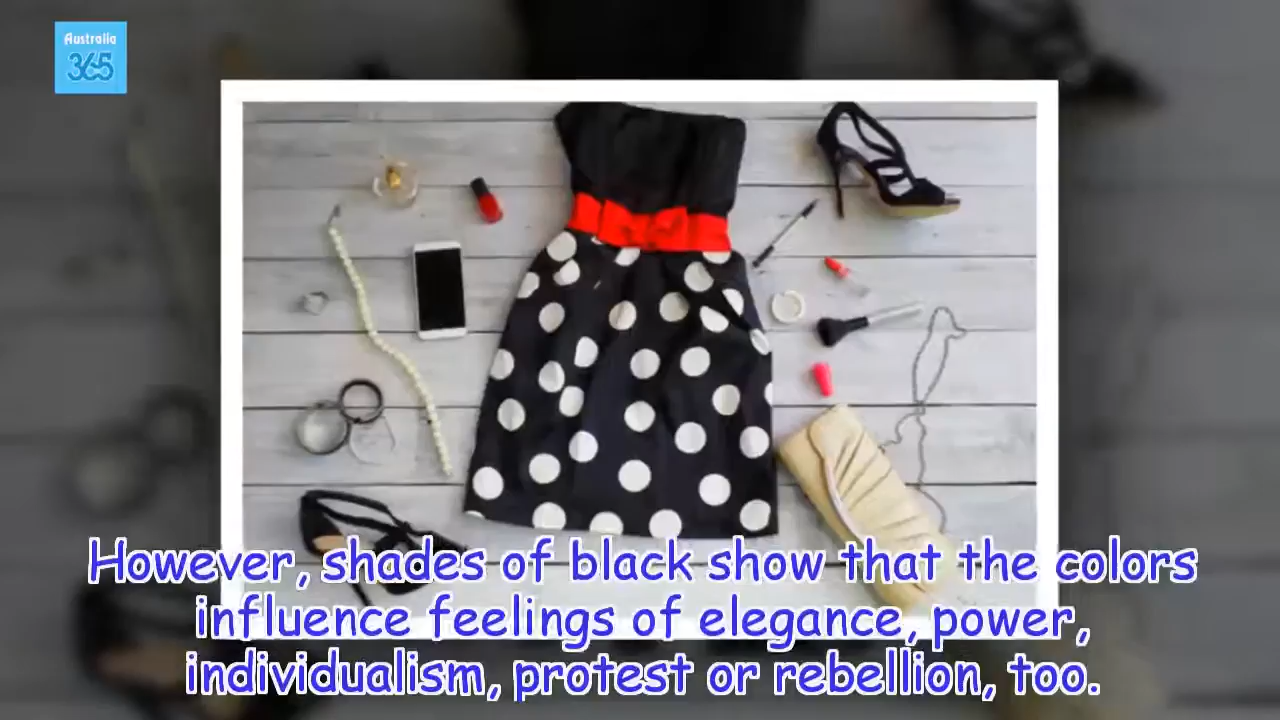 Australia
365
However, shades of black show that the colors
influence feelings of elegance, power,
individualism, protest or rebellion, too.